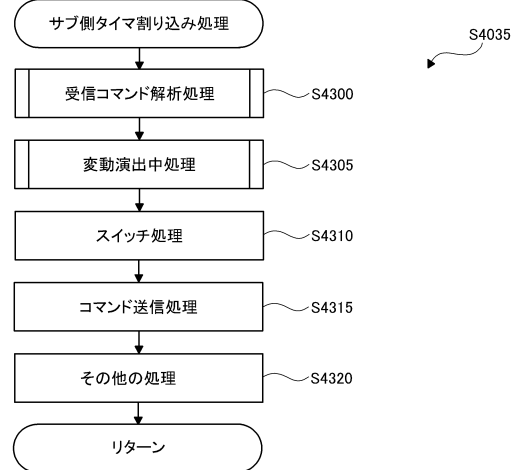 サブ側タイマ割り込み処理
S4035
受信コマンド解析処理
S4300
変動演出中処理
S4305
スイッチ処理
S4310
コマンド送信処理
S4315
その他の処理
S4320
リターン